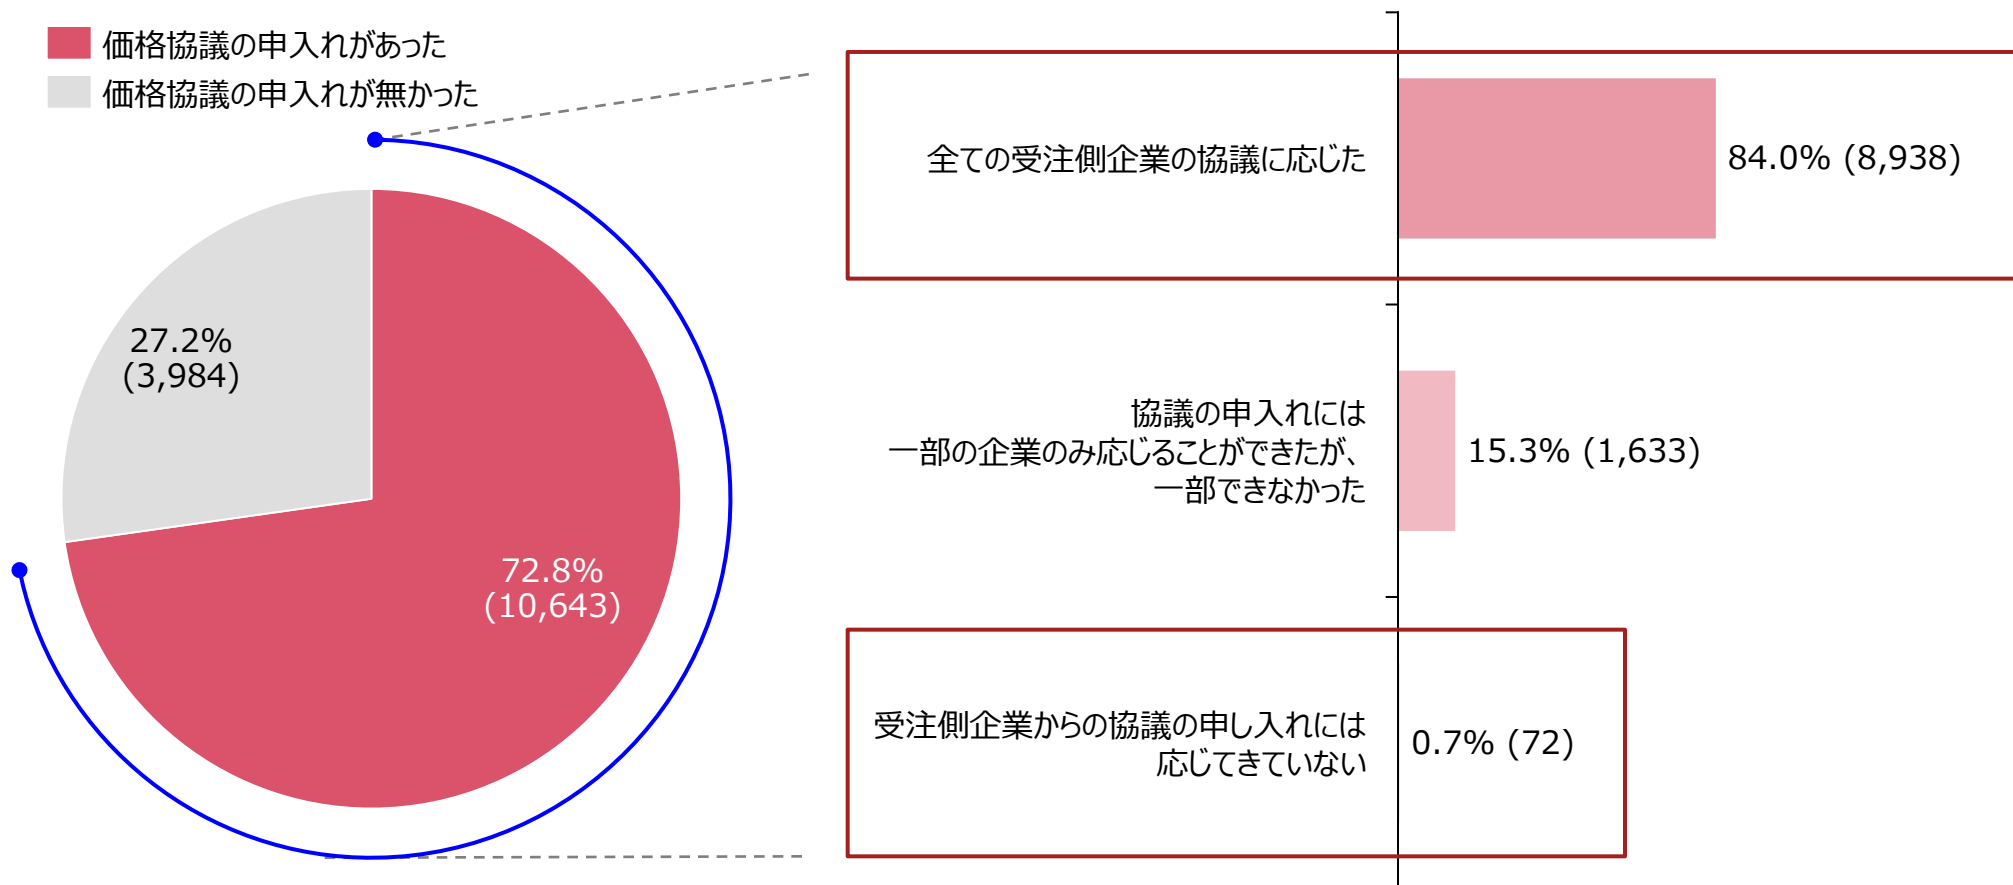 価格協議の申入れがあった
価格協議の申入れが無かった
27.2%
(3,984)
72.8%
(10,643)
全ての受注側企業の協議に応じた
84.0% (8,938)
協議の申入れには
一部の企業のみ応じることができたが、
一部できなかった
15.3% (1,633)
受注側企業からの協議の申し入れには
応じてきていない
0.7% (72)